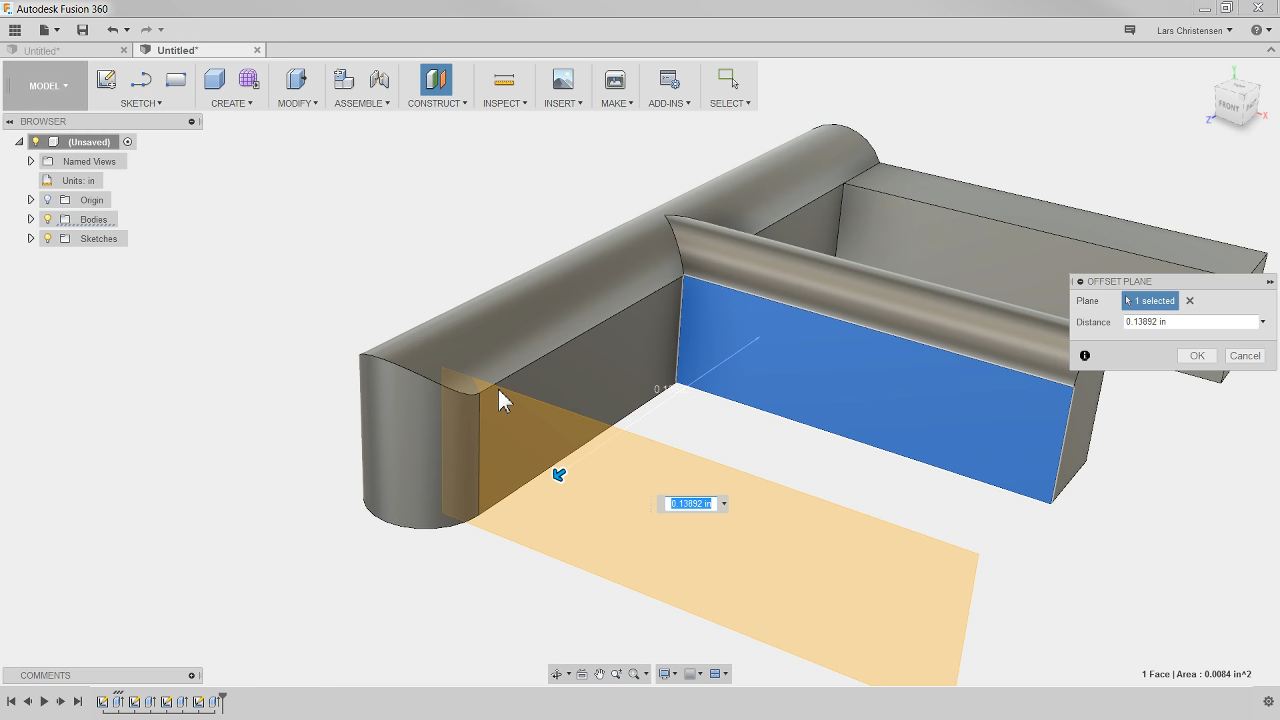 Autodesk Fusion 360
Lars Christensen
Untitled*
Untitled*
MODEL
SKETCH
CREATE
MODIFY
ASSEMBLE
CONSTRUCT
INSPECT
INSERT
MAKE
ADD-INS
SELECT
BROWSER
(Unsaved)
Named Views
Units: in
Origin
Bodies
Sketches
Y
FRONT
Z
X
OFFSET PLANE
Plane
1 selected
Distance
0.13892 in
OK
Cancel
0.13892 in
COMMENTS
1 Face | Area : 0.0084 in^2